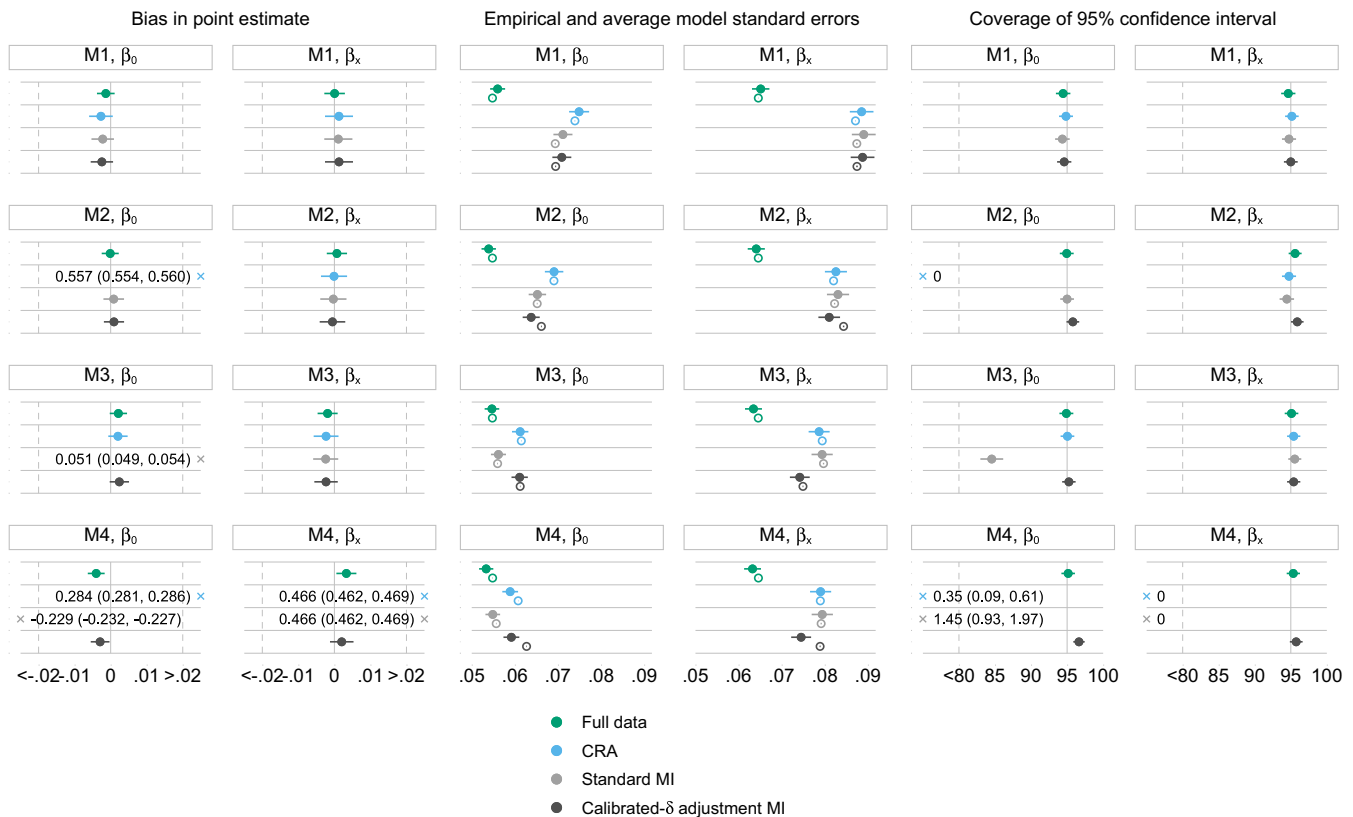 Bias in point estimate Empirical and average model standard errors Coverage of 95% confidence interval
M1, β₀ M1, βₓ M1, β₀ M1, βₓ M1, β₀ M1, βₓ
M2, β₀ M2, βₓ M2, β₀ M2, βₓ M2, β₀ M2, βₓ
0.557 (0.554, 0.560) × × 0
M3, β₀ M3, βₓ M3, β₀ M3, βₓ M3, β₀ M3, βₓ
0.051 (0.049, 0.054) ×
M4, β₀ M4, βₓ M4, β₀ M4, βₓ M4, β₀ M4, βₓ
0.284 (0.281, 0.286) × 0.466 (0.462, 0.469) × × 0.35 (0.09, 0.61) × 0
× -0.229 (-0.232, -0.227) 0.466 (0.462, 0.469) × × 1.45 (0.93, 1.97) × 0
<-.02 -.01 0 .01 >.02 <-.02 -.01 0 .01 >.02 .05 .06 .07 .08 .09 .05 .06 .07 .08 .09 <80 85 90 95 100 <80 85 90 95 100
Full data
CRA
Standard MI
Calibrated-δ adjustment MI